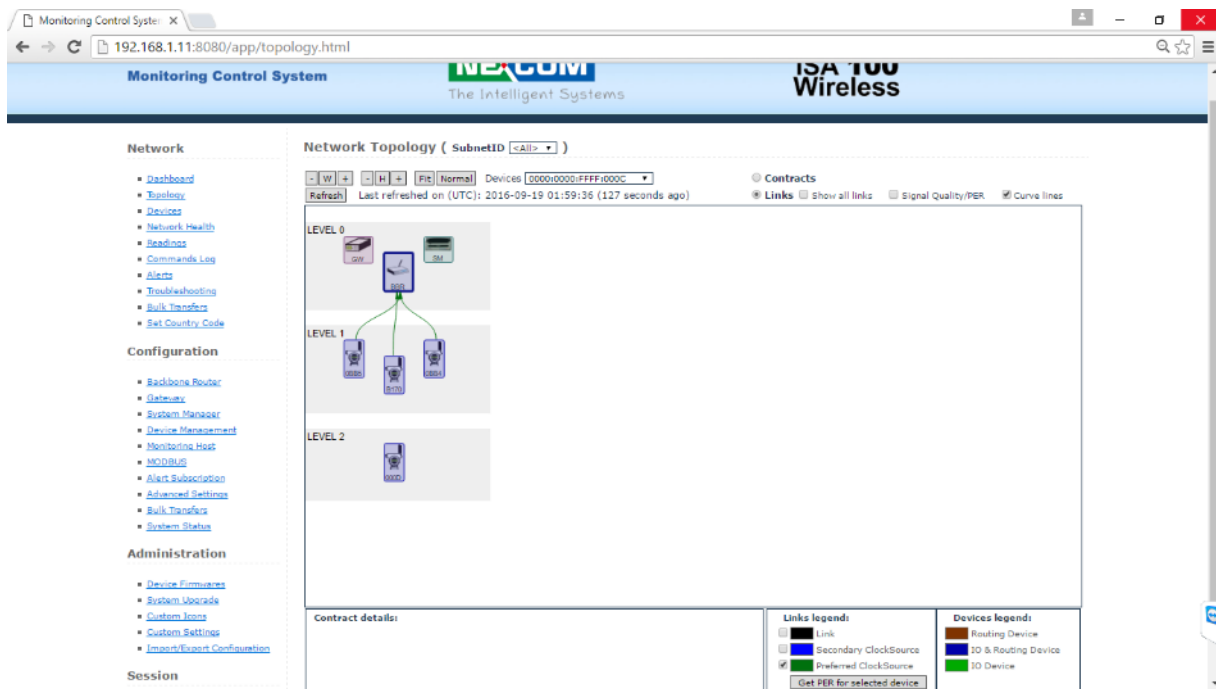 Monitoring Control System
192.168.1.11:8080/app/topology.html
Monitoring Control System
NEXCOM
The Intelligent Systems
ISA 100
Wireless
Network
Dashboard
Topology
Devices
Network Health
Readings
Commands Log
Alerts
Troubleshooting
Bulk Transfers
Set Country Code
Configuration
Backbone Router
Gateway
System Manager
Device Management
Monitoring Host
MODBUS
Alert Subscription
Advanced Settings
Bulk Transfers
System Status
Administration
Device Firmwares
System Upgrade
Custom Icons
Custom Settings
Import/Export Configuration
Session
Network Topology ( SubnetID <All> )
- W + - H + Fit Normal Devices 0000:0000:FFFF:000C
Contracts
Refresh Last refreshed on (UTC): 2016-09-19 01:59:36 (127 seconds ago)
Links Show all links Signal Quality/PER Curve lines
LEVEL 0
GW
SM
BBR
LEVEL 1
LEVEL 2
000D
Contract details:
Links legend:
Link
Secondary ClockSource
Preferred ClockSource
Get PER for selected device
Devices legend:
Routing Device
IO & Routing Device
IO Device